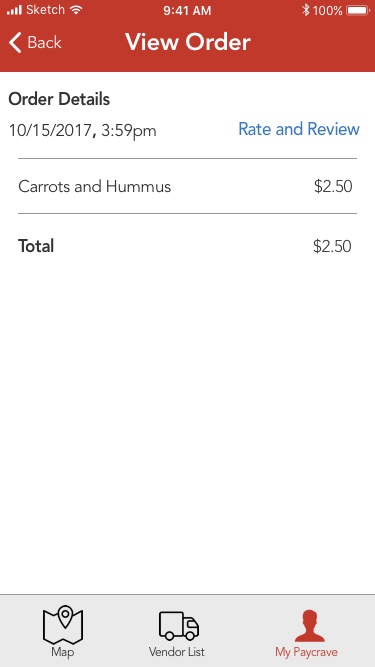 Sketch 9:41 AM 100%
Back View Order
Order Details
10/15/2017, 3:59pm Rate and Review
Carrots and Hummus $2.50
Total $2.50
Map Vendor List My Paycrave